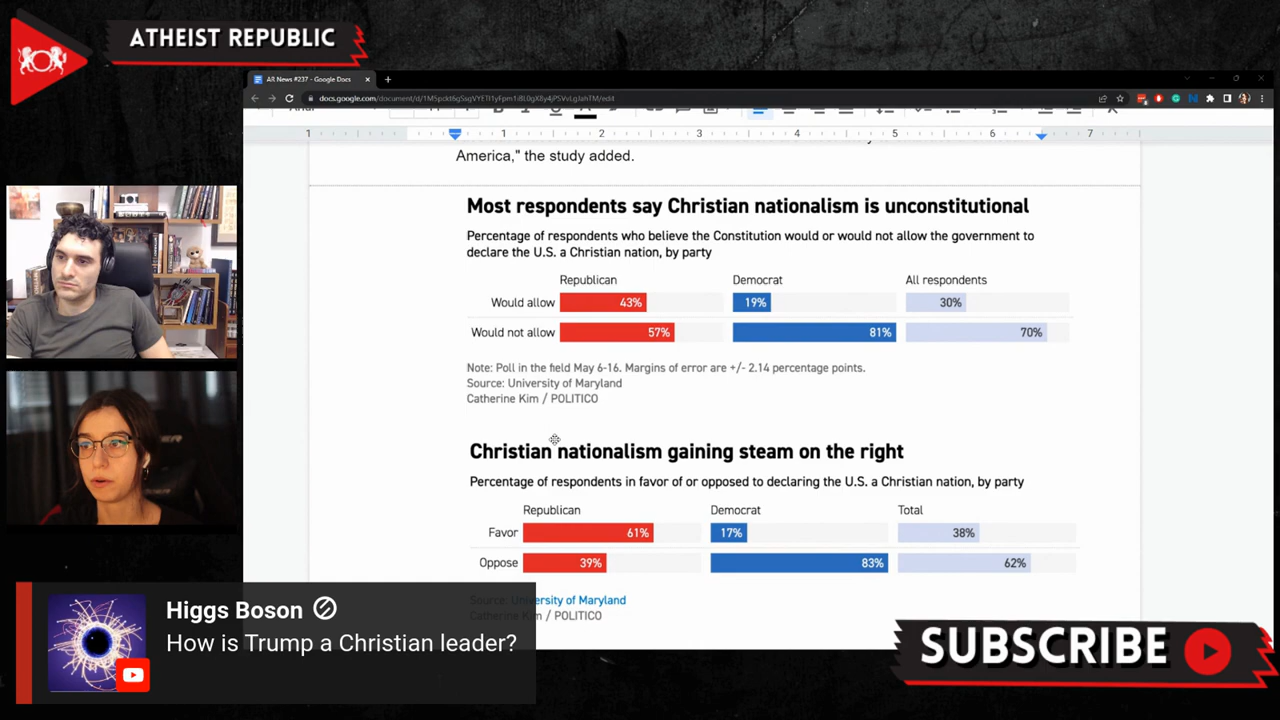 ATHEIST REPUBLIC
AR News #237 - Google Docs
America," the study added.
Most respondents say Christian nationalism is unconstitutional
Percentage of respondents who believe the Constitution would or would not allow the government to
declare the U.S. a Christian nation, by party
Republican Democrat All respondents
Would allow 43% 19% 30%
Would not allow 57% 81% 70%
Note: Poll in the field May 6-16. Margins of error are +/- 2.14 percentage points.
Source: University of Maryland
Catherine Kim / POLITICO
Christian nationalism gaining steam on the right
Percentage of respondents in favor of or opposed to declaring the U.S. a Christian nation, by party
Republican Democrat Total
Favor 61% 17% 38%
Oppose 39% 83% 62%
Source: University of Maryland
Catherine Kim / POLITICO
Higgs Boson
How is Trump a Christian leader?
SUBSCRIBE